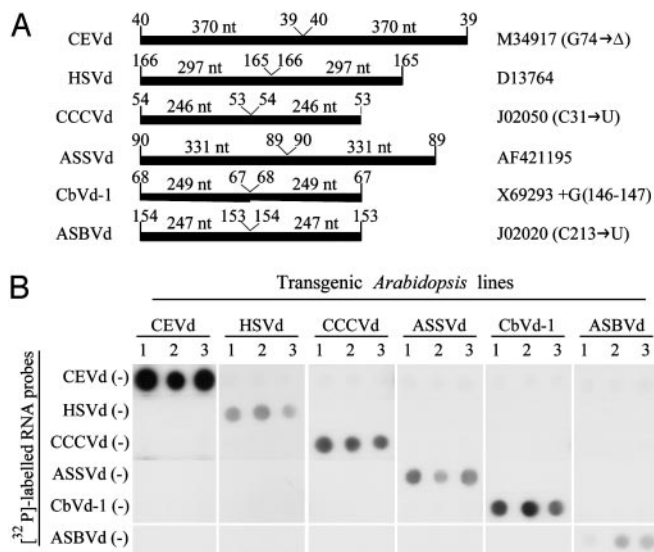 A
40 370 nt 39 40 370 nt 39
CEVd M34917 (G74→Δ)
166 297 nt 165 166 297 nt 165
HSVd D13764
54 246 nt 53 54 246 nt 53
CCCVd J02050 (C31→U)
90 331 nt 89 90 331 nt 89
ASSVd AF421195
68 249 nt 67 68 249 nt 67
CbVd-1 X69293 +G(146-147)
154 247 nt 153 154 247 nt 153
ASBVd J02020 (C213→U)
B
Transgenic Arabidopsis lines
CEVd HSVd CCCVd ASSVd CbVd-1 ASBVd
1 2 3 1 2 3 1 2 3 1 2 3 1 2 3 1 2 3
[32 P]-labelled RNA probes
CEVd (-)
HSVd (-)
CCCVd (-)
ASSVd (-)
CbVd-1 (-)
ASBVd (-)